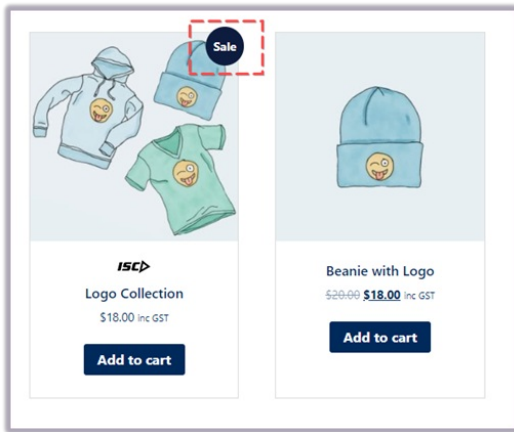 Sale
ISC
Logo Collection
$18.00 inc GST
Add to cart
Beanie with Logo
$20.00 $18.00 inc GST
Add to cart